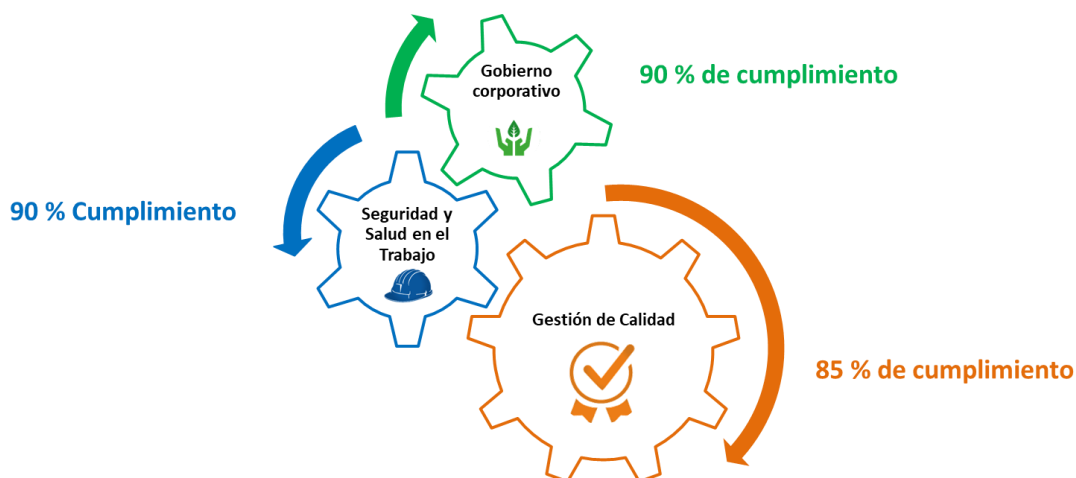 Gobierno
corporativo
90 % de cumplimiento
90 % Cumplimiento
Seguridad y
Salud en el
Trabajo
Gestión de Calidad
85 % de cumplimiento